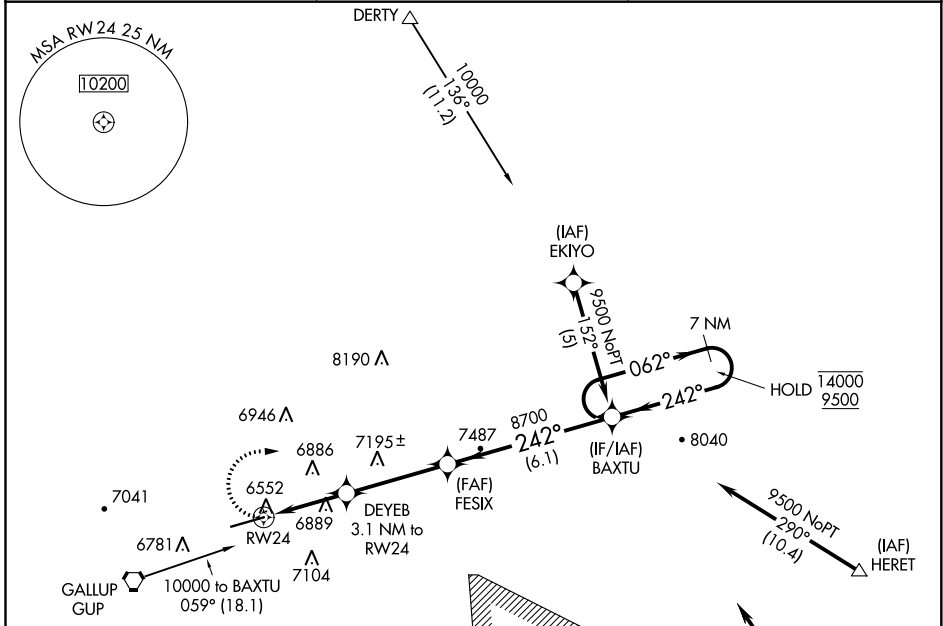 MSA RW24 25 NM
10200
DERTY
10000
136°
(11.2)
(IAF)
EKIYO
9500 NoPT
152°
(5)
7 NM
062°
HOLD
14000
9500
242°
8190
8700
242°
(6.1)
(IF/IAF)
BAXTU
8040
6946
7195±
7487
6886
(FAF)
FESIX
6552
6889
DEYEB
3.1 NM to
RW24
RW24
7041
9500 NoPT
290°
(10.4)
(IAF)
HERET
6781
7104
GALLUP
GUP
10000 to BAXTU
059° (18.1)